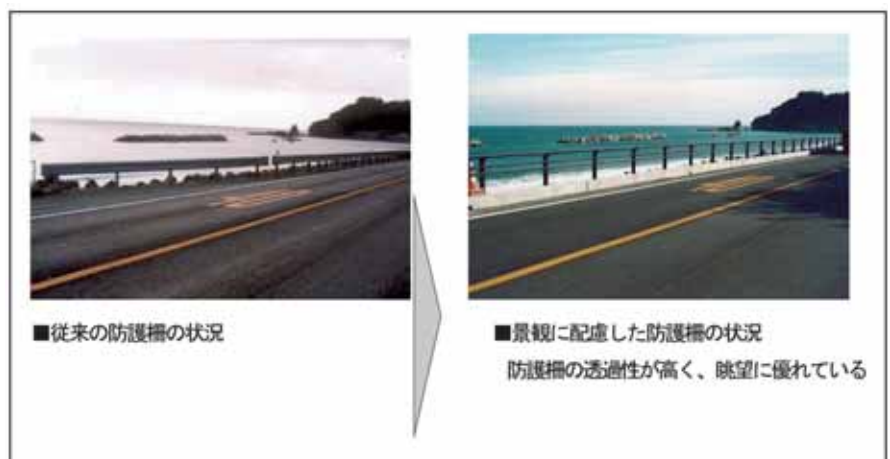 ■従来の防護柵の状況
■景観に配慮した防護柵の状況
防護柵の透過性が高く、眺望に優れている